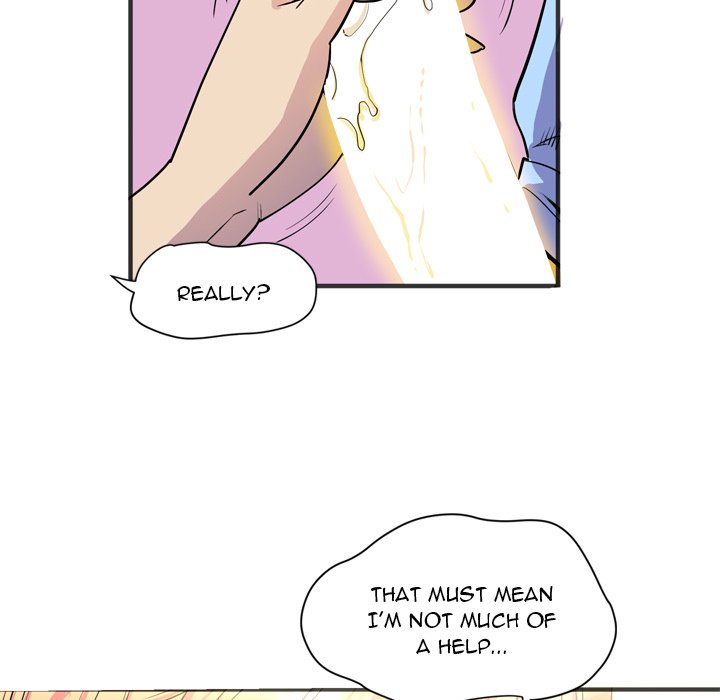 REALLY?
THAT MUST MEAN
I'M NOT MUCH OF
A HELP...